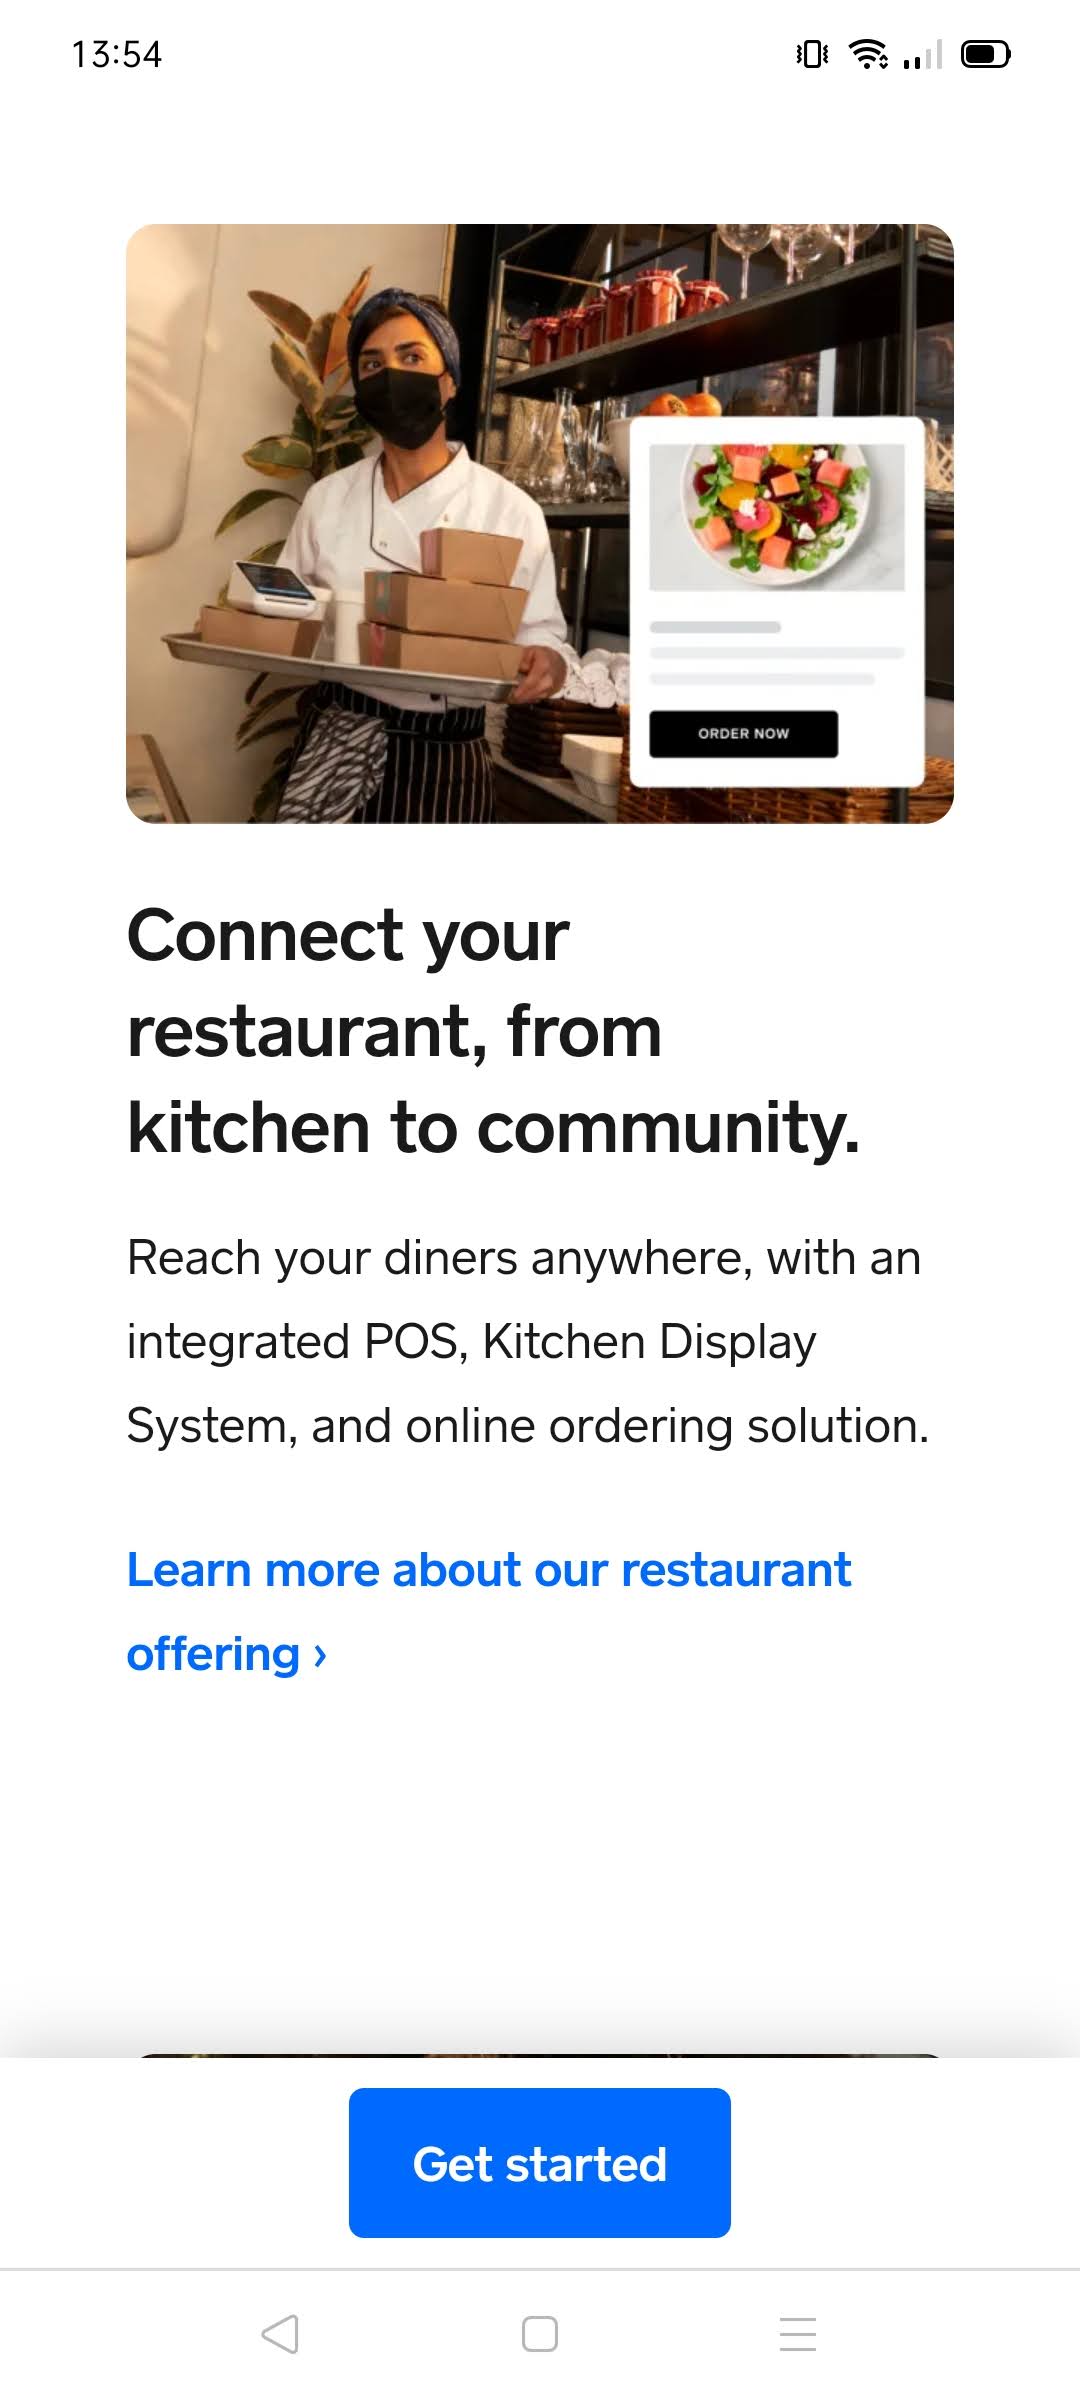 13:54
ORDER NOW
Connect your
restaurant, from
kitchen to community.
Reach your diners anywhere, with an
integrated POS, Kitchen Display
System, and online ordering solution.
Learn more about our restaurant
offering ›
Get started